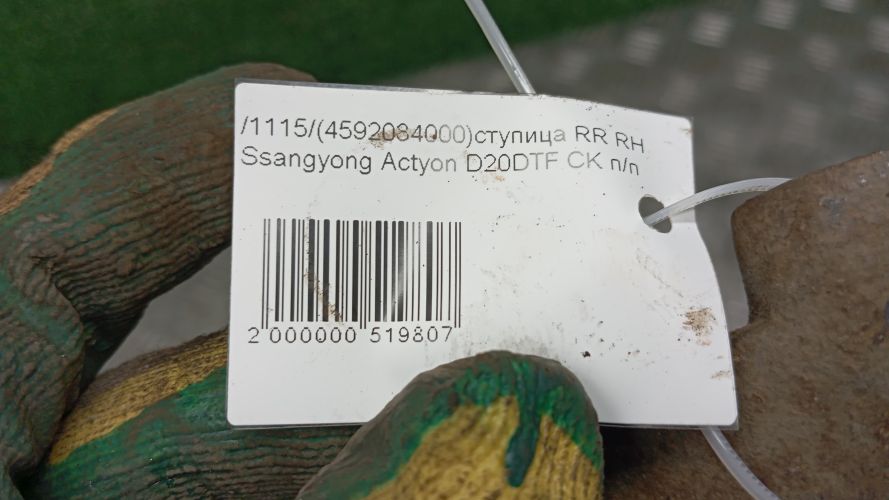 /1115/(4592084000)ступица RR RH
Ssangyong Actyon D20DTF CK п/п
2 000000 519807